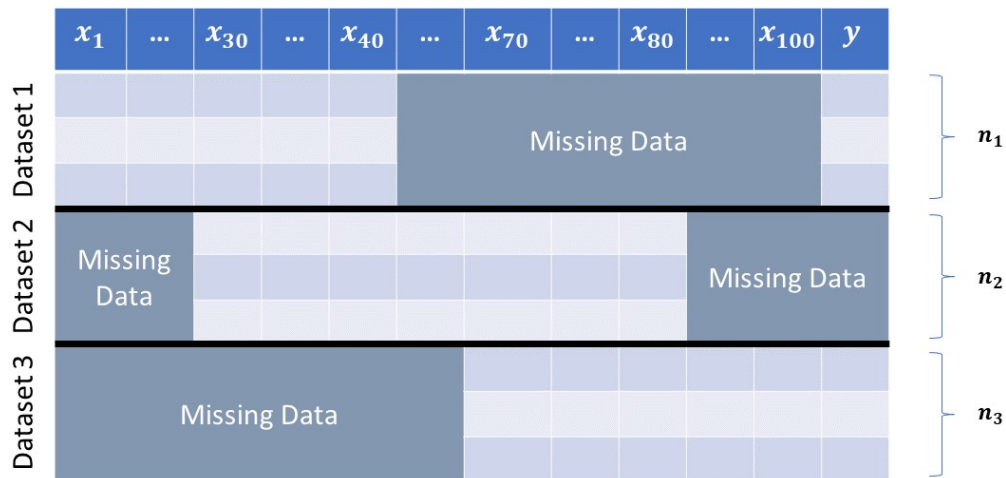 x₁ ... x₃₀ ... x₄₀ ... x₇₀ ... x₈₀ ... x₁₀₀ y
Dataset 1
Missing Data
n₁
Dataset 2
Missing
Data
Missing Data
n₂
Dataset 3
Missing Data
n₃